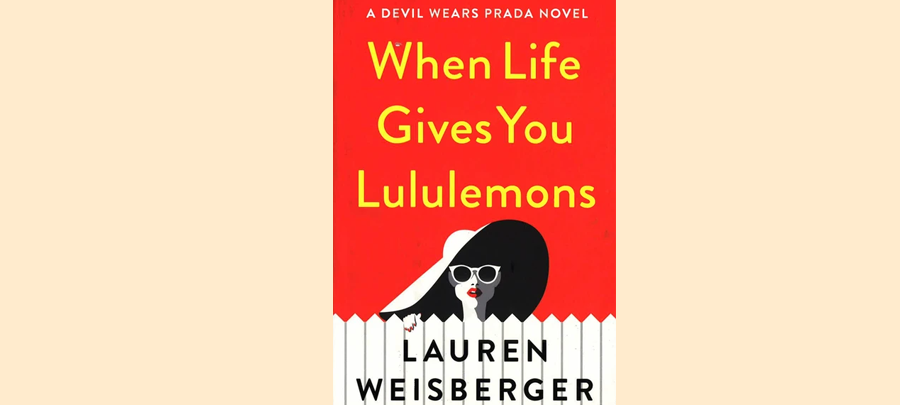 A DEVIL WEARS PRADA NOVEL
When Life
Gives You
Lululemons
LAUREN
WEISBERGER